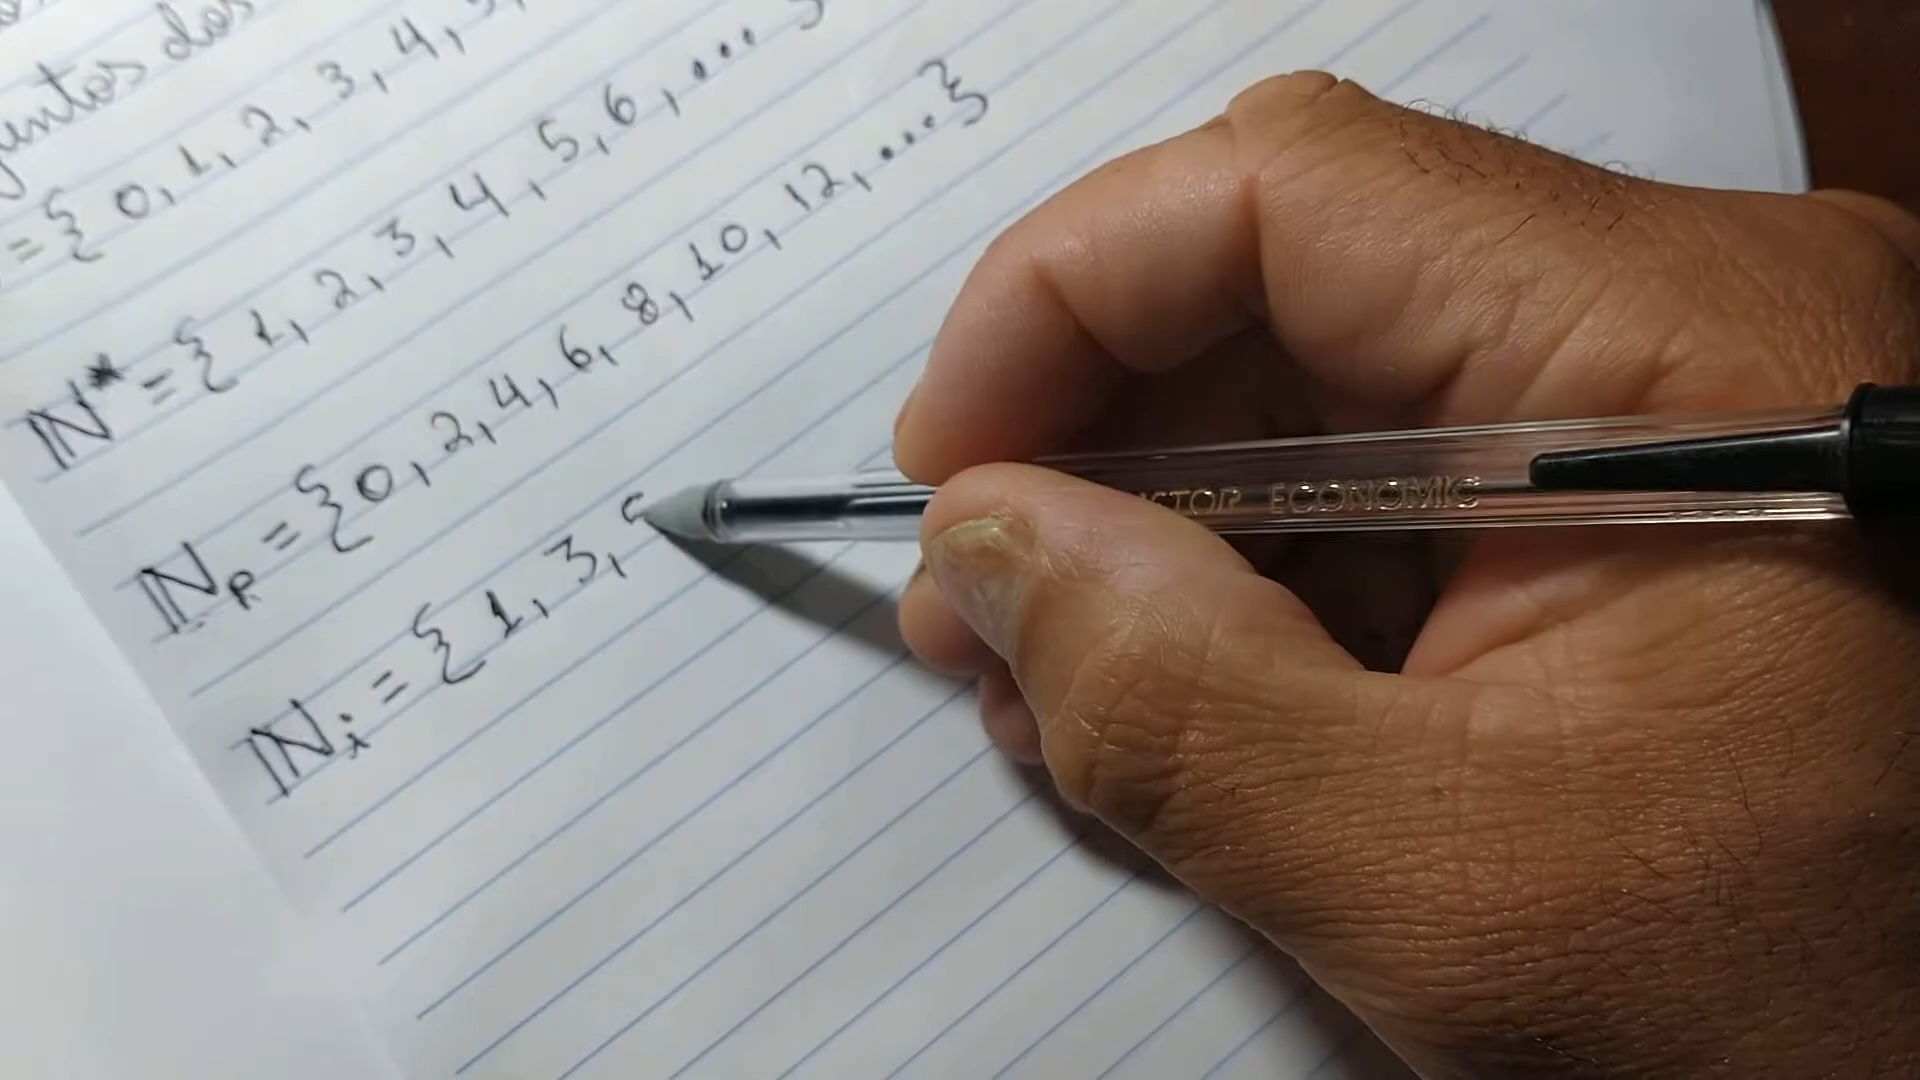 juntos dos
= { 0, 1, 2, 3, 4,
ℕ* = { 1, 2, 3, 4, 5, 6, ... }
ℕₚ = { 0, 2, 4, 6, 8, 10, 12, ... }
ℕᵢ = { 1, 3, 5
ECONOMIC